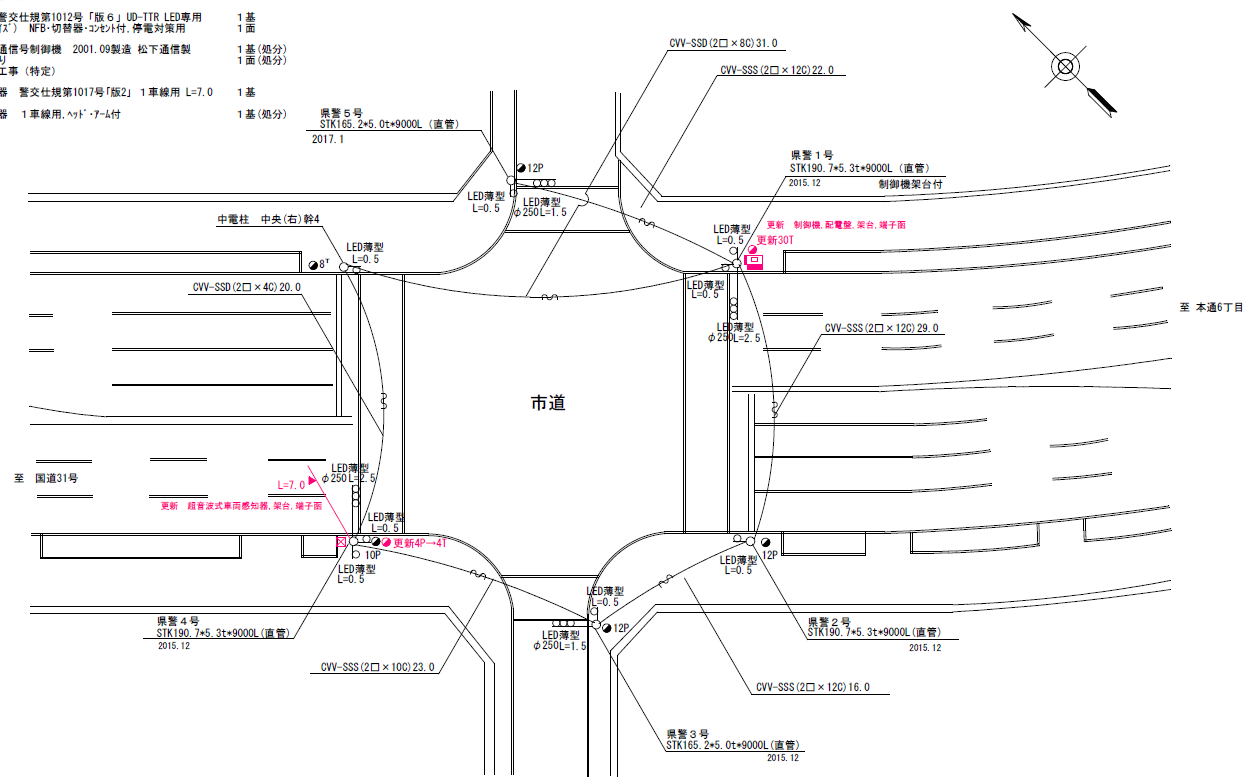 警交仕規第1012号「版６」UD-TTR LED専用　1基
NFB・切替器・ｺﾝｾﾝﾄ付,停電対策用　1面
通信号制御機　2001.09製造 松下通信製　1基(処分)
り　1面(処分)
工事（特定）
器　警交仕規第1017号「版2」１車線用 L=7.0　1基
器　１車線用,ﾍｯﾄﾞ･ｱｰﾑ付　1基(処分)
CVV-SSD(2□×8C)31.0
CVV-SSS(2□×12C)22.0
県警５号
STK165.2*5.0t*9000L（直管）
2017.1
12P
LED薄型
L=0.5
LED薄型
φ250L=1.5
県警１号
STK190.7*5.3t*9000L（直管）
2015.12
制御機架台付
中電柱　中央(右)幹4
LED薄型
L=0.5
8T
LED薄型
L=0.5
更新　制御機,配電盤,架台,端子函
更新30T
CVV-SSD(2□×4C)20.0
LED薄型
L=0.5
LED薄型
φ250L=2.5
至 本通6丁目
CVV-SSS(2□×12C)29.0
市道
至　国道31号
LED薄型
φ250L=2.5
L=7.0
更新　超音波式車両感知器,架台,端子函
LED薄型
L=0.5
更新4P→4T
10P
LED薄型
L=0.5
12P
LED薄型
L=0.5
LED薄型
L=0.5
12P
LED薄型
φ250L=1.5
県警４号
STK190.7*5.3t*9000L(直管)
2015.12
県警２号
STK190.7*5.3t*9000L(直管)
2015.12
CVV-SSS(2□×10C)23.0
CVV-SSS(2□×12C)16.0
県警３号
STK165.2*5.0t*9000L(直管)
2015.12